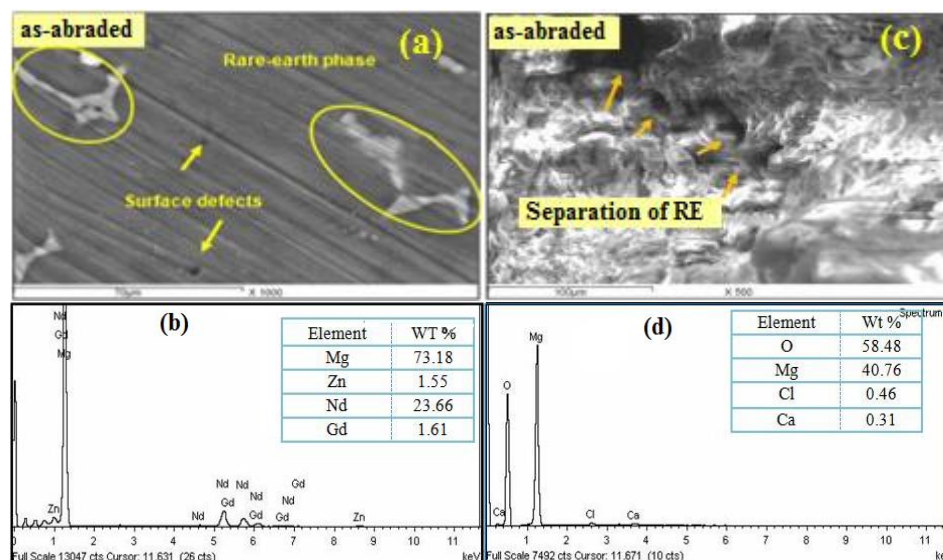 as-abraded
(a)
Rare-earth phase
Surface defects
70µm X 1000
as-abraded
(c)
Separation of RE
100µm X 500
(b)
Nd
Gd
Mg
Element WT %
Mg 73.18
Zn 1.55
Nd 23.66
Gd 1.61
Zn
Nd
Nd
Gd
Nd
Nd
Gd
Nd
Gd
Gd
Zn
0 1 2 3 4 5 6 7 8 9 10 11
Full Scale 13047 cts Cursor: 11.631 (26 cts) keV
(d)
Spectrum
Element Wt %
O 58.48
Mg 40.76
Cl 0.46
Ca 0.31
Mg
O
Ca
Cl
Ca
1 2 3 4 5 6 7 8 9 10 11
Full Scale 7492 cts Cursor: 11.671 (10 cts) ke